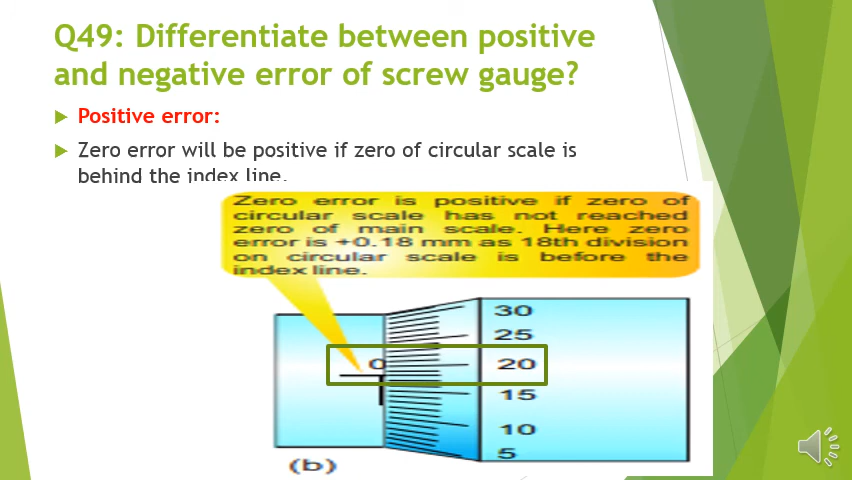 Q49: Differentiate between positive
and negative error of screw gauge?
Positive error:
Zero error will be positive if zero of circular scale is
behind the index line.
Zero error is positive if zero of
circular scale has not reached
zero of main scale. Here zero
error is +0.18 mm as 18th division
on circular scale is before the
index line.
30
25
0
20
15
10
5
(b)